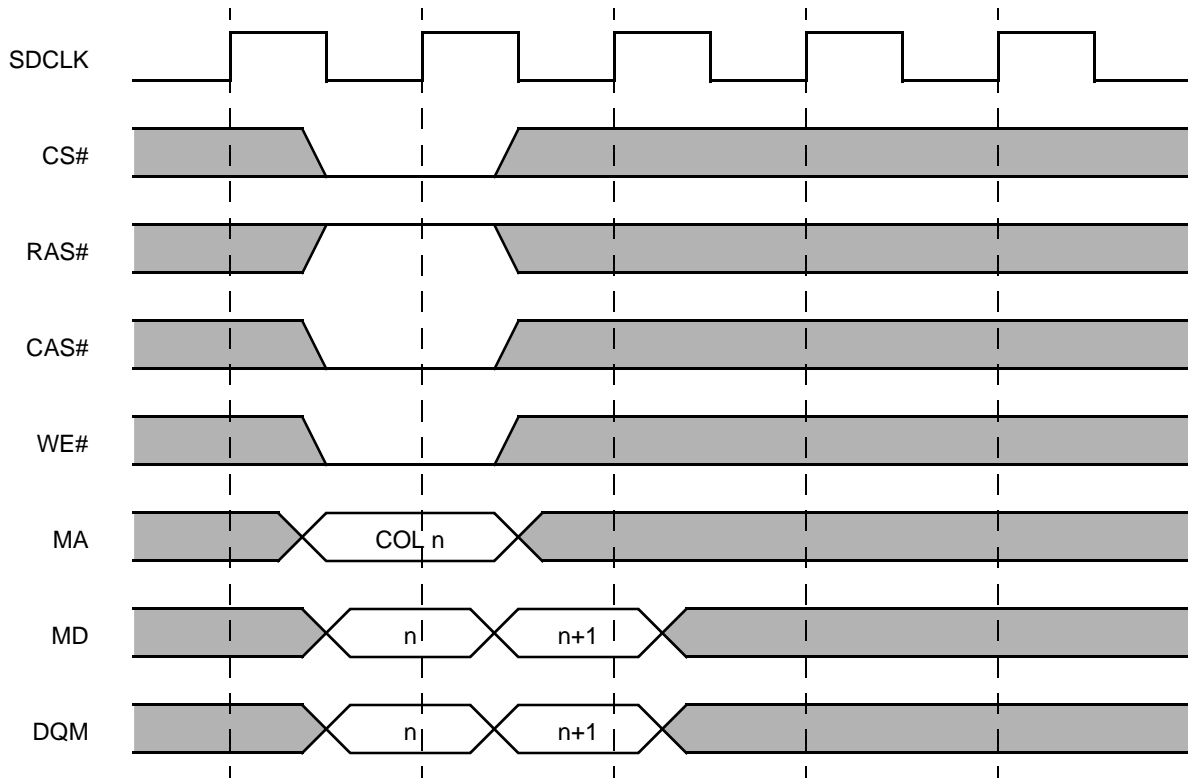 SDCLK
CS#
RAS#
CAS#
WE#
MA COL n
MD n n+1
DQM n n+1